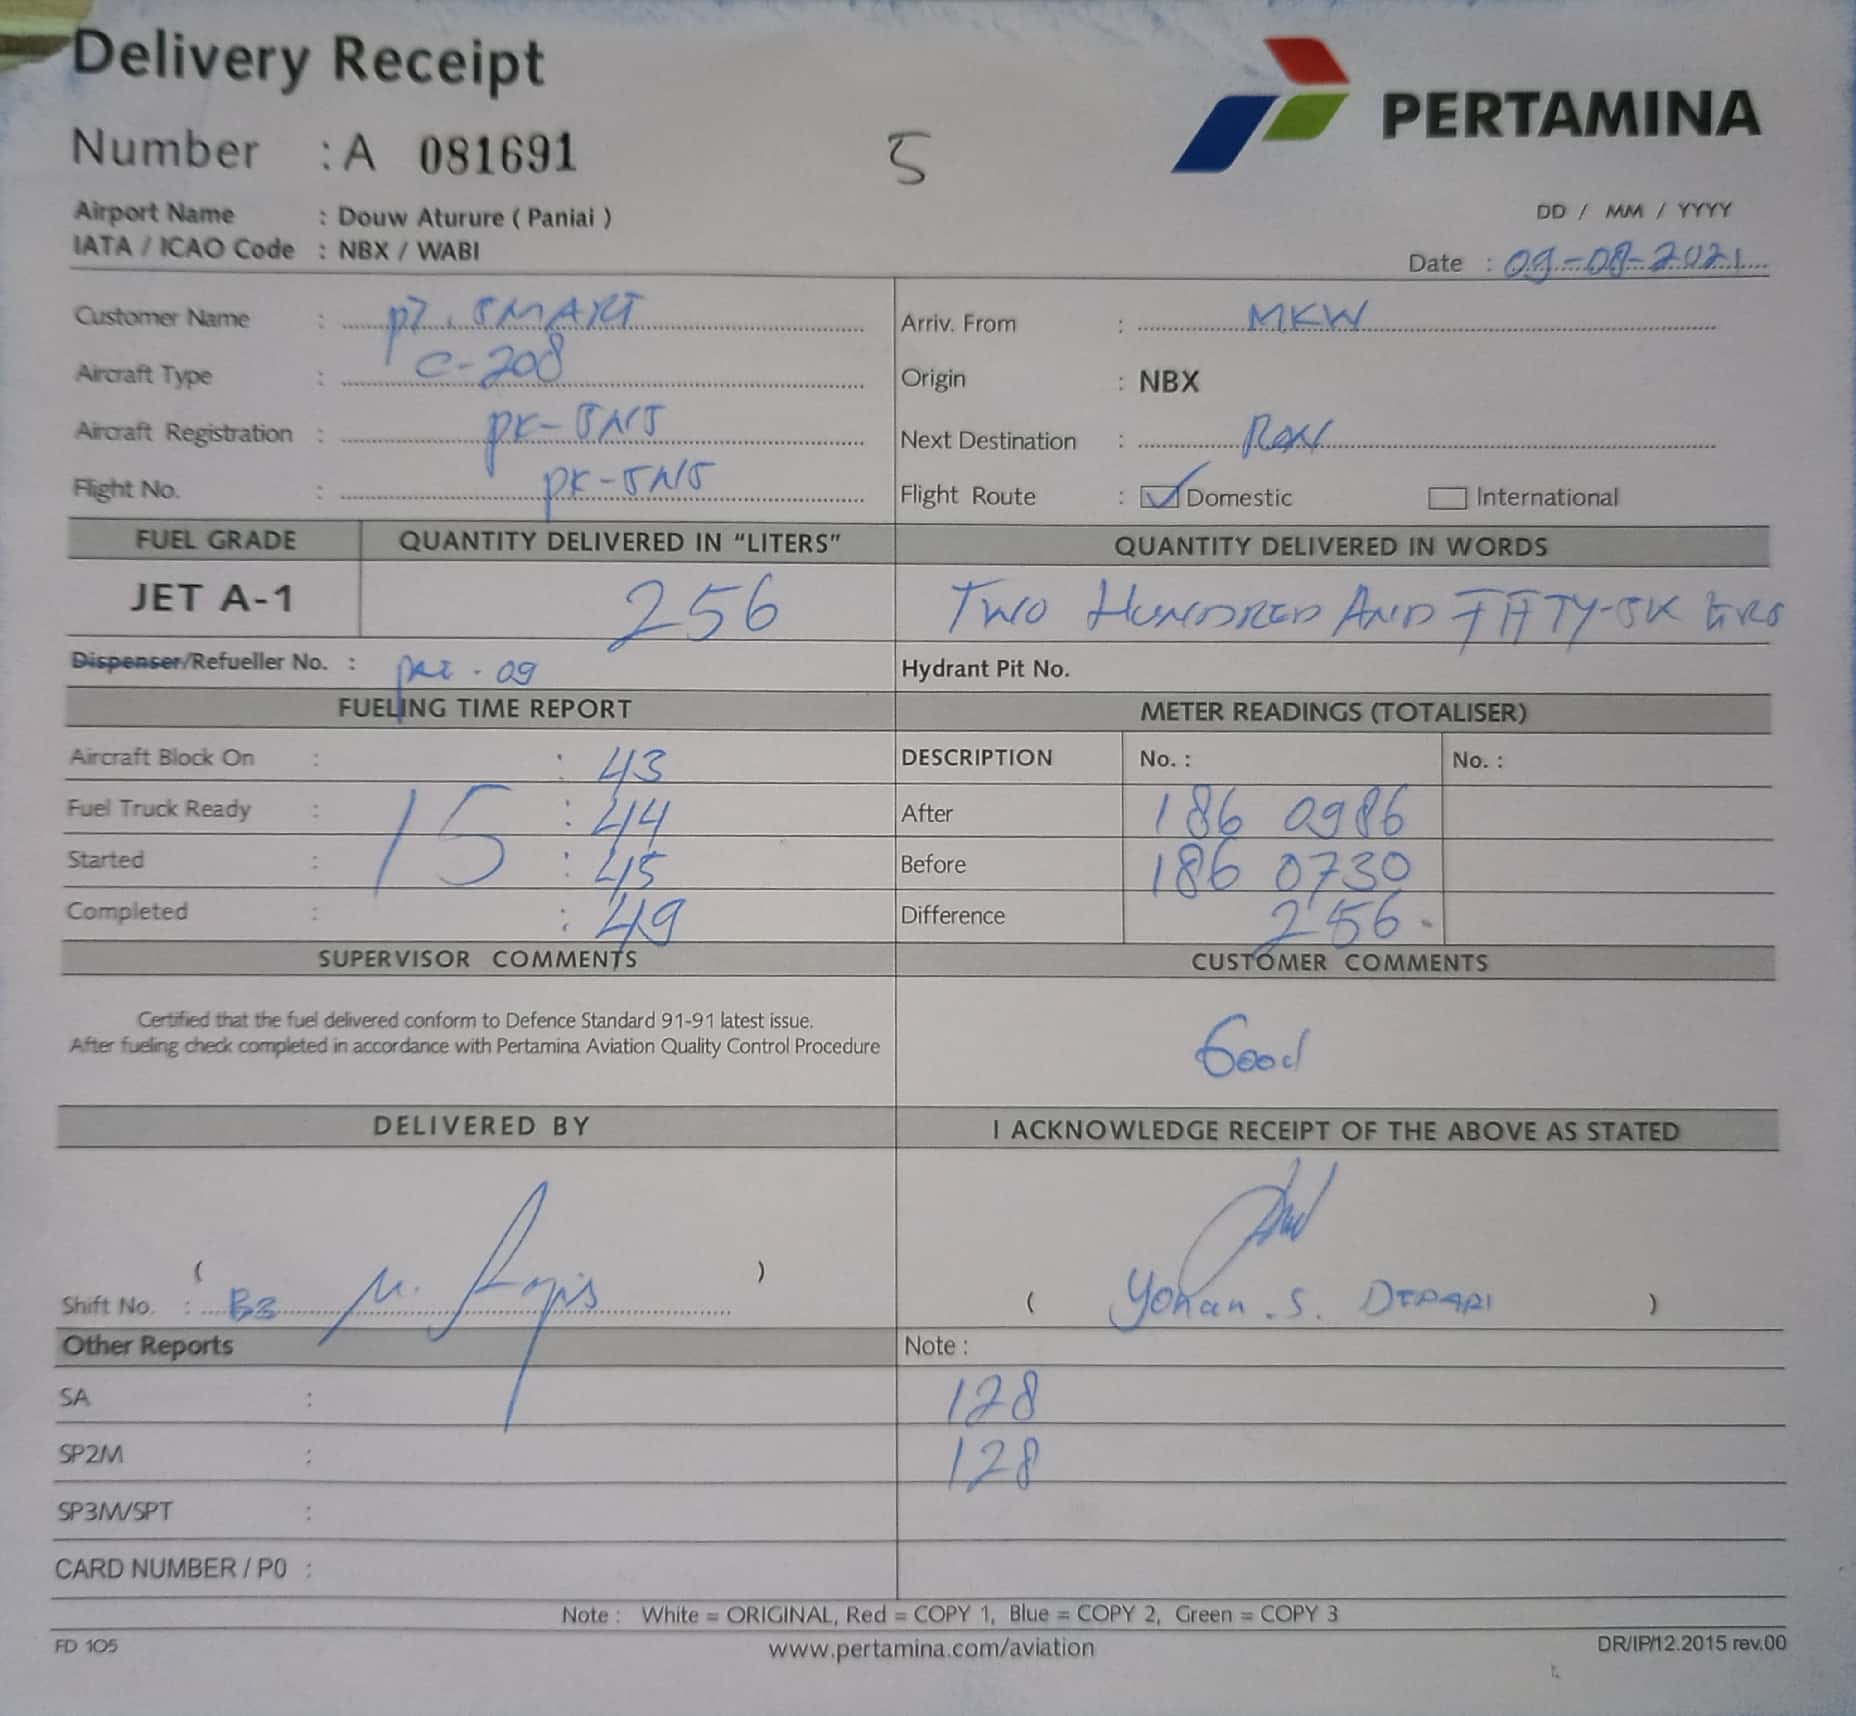 Delivery Receipt
PERTAMINA
Number : A 081691
5
Airport Name : Douw Aturure ( Paniai )
DD / MM / YYYY
IATA / ICAO Code : NBX / WABI
Date : 09-08-2021
Customer Name : PT. SMART
Arriv. From : MKW
Aircraft Type : C-208
Origin : NBX
Aircraft Registration : PK-SNS
Next Destination :
Flight No. : PK-SNS
Flight Route : Domestic International
FUEL GRADE QUANTITY DELIVERED IN "LITERS" QUANTITY DELIVERED IN WORDS
JET A-1 256 TWO HUNDRED AND FIFTY-SIX
Dispenser/Refueller No. : 09
Hydrant Pit No.
FUELING TIME REPORT METER READINGS (TOTALISER)
Aircraft Block On : : 43
DESCRIPTION No. : No. :
Fuel Truck Ready : 15 : 44
After 186 0986
Started : : 45
Before 186 0730
Completed : : 49
Difference 256.
SUPERVISOR COMMENTS CUSTOMER COMMENTS
Certified that the fuel delivered conform to Defence Standard 91-91 latest issue.
After fueling check completed in accordance with Pertamina Aviation Quality Control Procedure
Good
DELIVERED BY I ACKNOWLEDGE RECEIPT OF THE ABOVE AS STATED
( )
Shift No. : B3
( Yohan . S. DEPARI )
Other Reports Note :
SA : 128
SP2M : 128
SP3M/SPT :
CARD NUMBER / P0 :
Note : White = ORIGINAL, Red = COPY 1, Blue = COPY 2, Green = COPY 3
FD 105 www.pertamina.com/aviation DR/IP/12.2015 rev.00